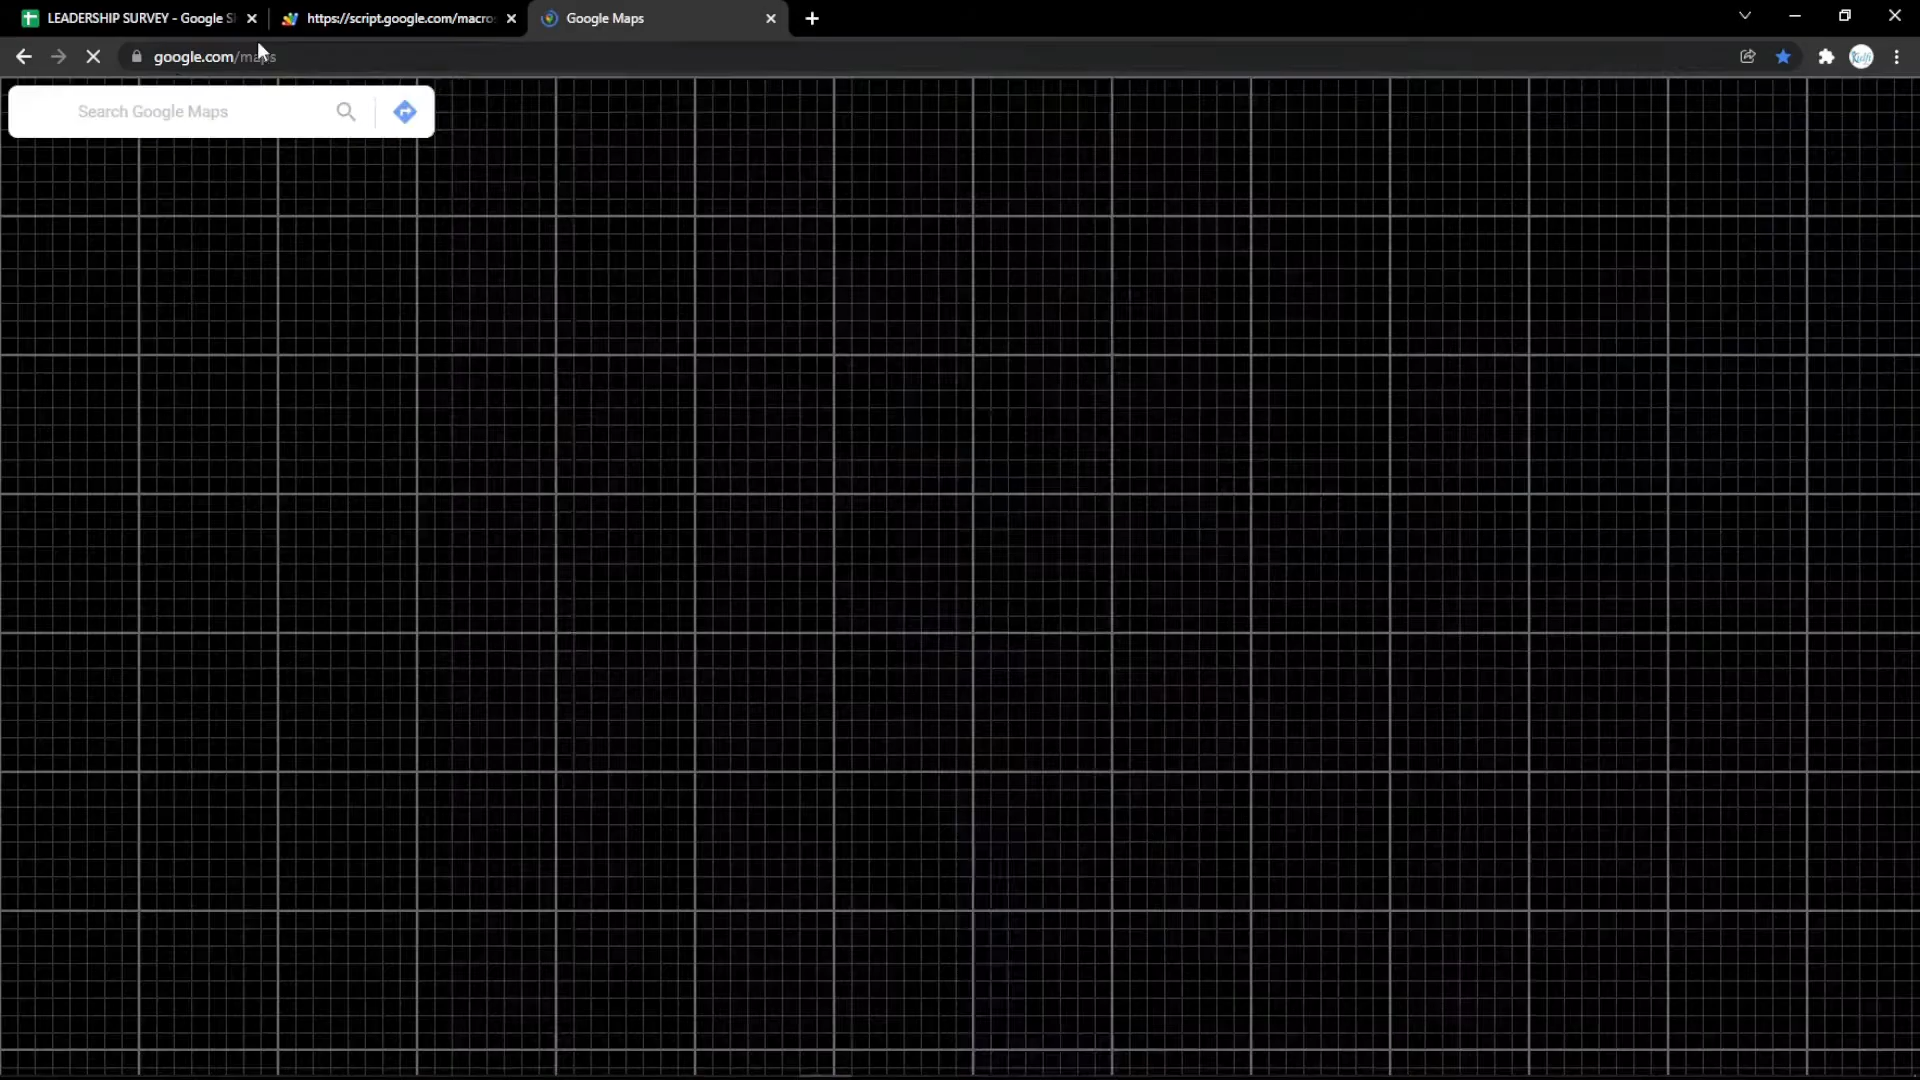 LEADERSHIP SURVEY - Google S
https://script.google.com/macro
Google Maps
google.com/maps
Search Google Maps